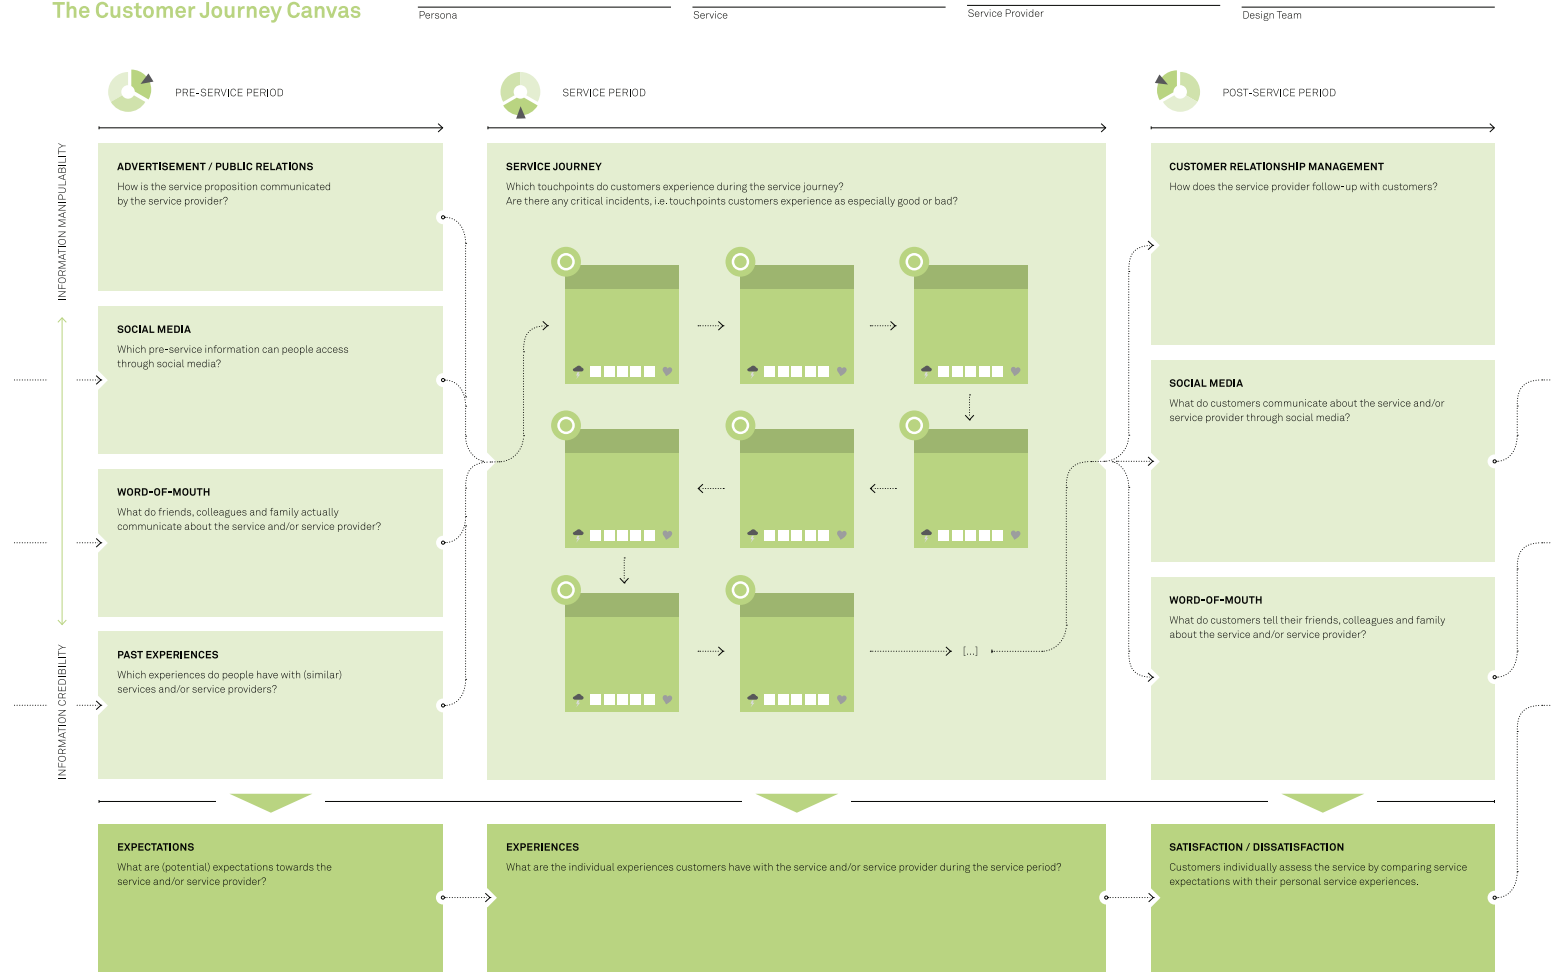 The Customer Journey Canvas
Persona
Service
Service Provider
Design Team
PRE-SERVICE PERIOD
SERVICE PERIOD
POST-SERVICE PERIOD
INFORMATION MANIPULABILITY
INFORMATION CREDIBILITY
ADVERTISEMENT / PUBLIC RELATIONS
How is the service proposition communicated
by the service provider?
SOCIAL MEDIA
Which pre-service information can people access
through social media?
WORD-OF-MOUTH
What do friends, colleagues and family actually
communicate about the service and/or service provider?
PAST EXPERIENCES
Which experiences do people have with (similar)
services and/or service providers?
SERVICE JOURNEY
Which touchpoints do customers experience during the service journey?
Are there any critical incidents, i.e. touchpoints customers experience as especially good or bad?
[...]
CUSTOMER RELATIONSHIP MANAGEMENT
How does the service provider follow-up with customers?
SOCIAL MEDIA
What do customers communicate about the service and/or
service provider through social media?
WORD-OF-MOUTH
What do customers tell their friends, colleagues and family
about the service and/or service provider?
EXPECTATIONS
What are (potential) expectations towards the
service and/or service provider?
EXPERIENCES
What are the individual experiences customers have with the service and/or service provider during the service period?
SATISFACTION / DISSATISFACTION
Customers individually assess the service by comparing service
expectations with their personal service experiences.